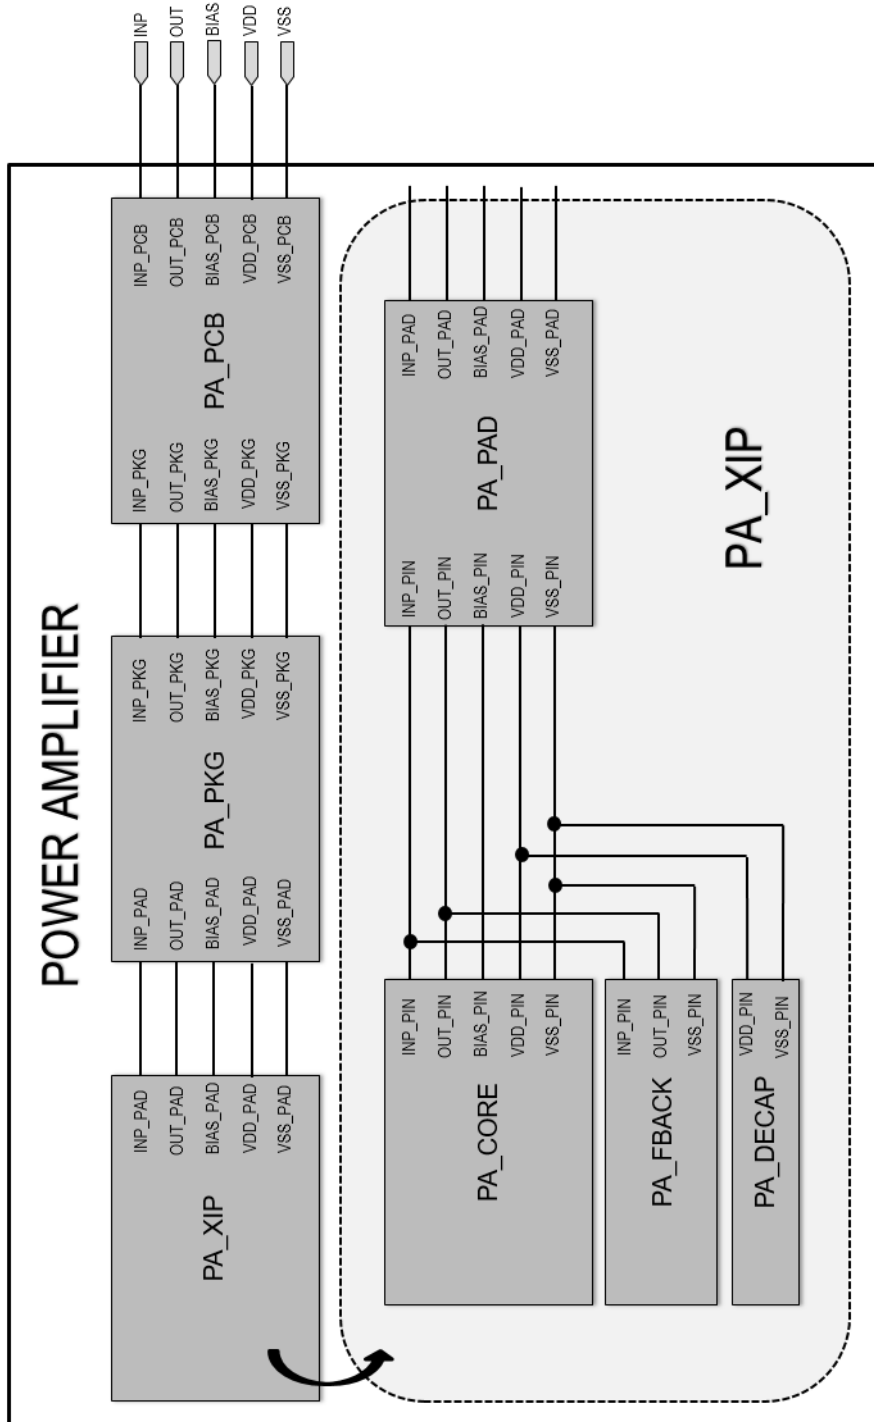 POWER AMPLIFIER
PA_XIP
INP_PAD
OUT_PAD
BIAS_PAD
VDD_PAD
VSS_PAD
INP_PAD
OUT_PAD
BIAS_PAD
VDD_PAD
VSS_PAD
PA_PKG
INP_PKG
OUT_PKG
BIAS_PKG
VDD_PKG
VSS_PKG
INP_PKG
OUT_PKG
BIAS_PKG
VDD_PKG
VSS_PKG
PA_PCB
INP_PCB
OUT_PCB
BIAS_PCB
VDD_PCB
VSS_PCB
INP
OUT
BIAS
VDD
VSS
PA_CORE
INP_PIN
OUT_PIN
BIAS_PIN
VDD_PIN
VSS_PIN
INP_PIN
OUT_PIN
BIAS_PIN
VDD_PIN
VSS_PIN
PA_PAD
INP_PAD
OUT_PAD
BIAS_PAD
VDD_PAD
VSS_PAD
PA_FBACK
INP_PIN
OUT_PIN
VSS_PIN
PA_DECAP
VDD_PIN
VSS_PIN
PA_XIP